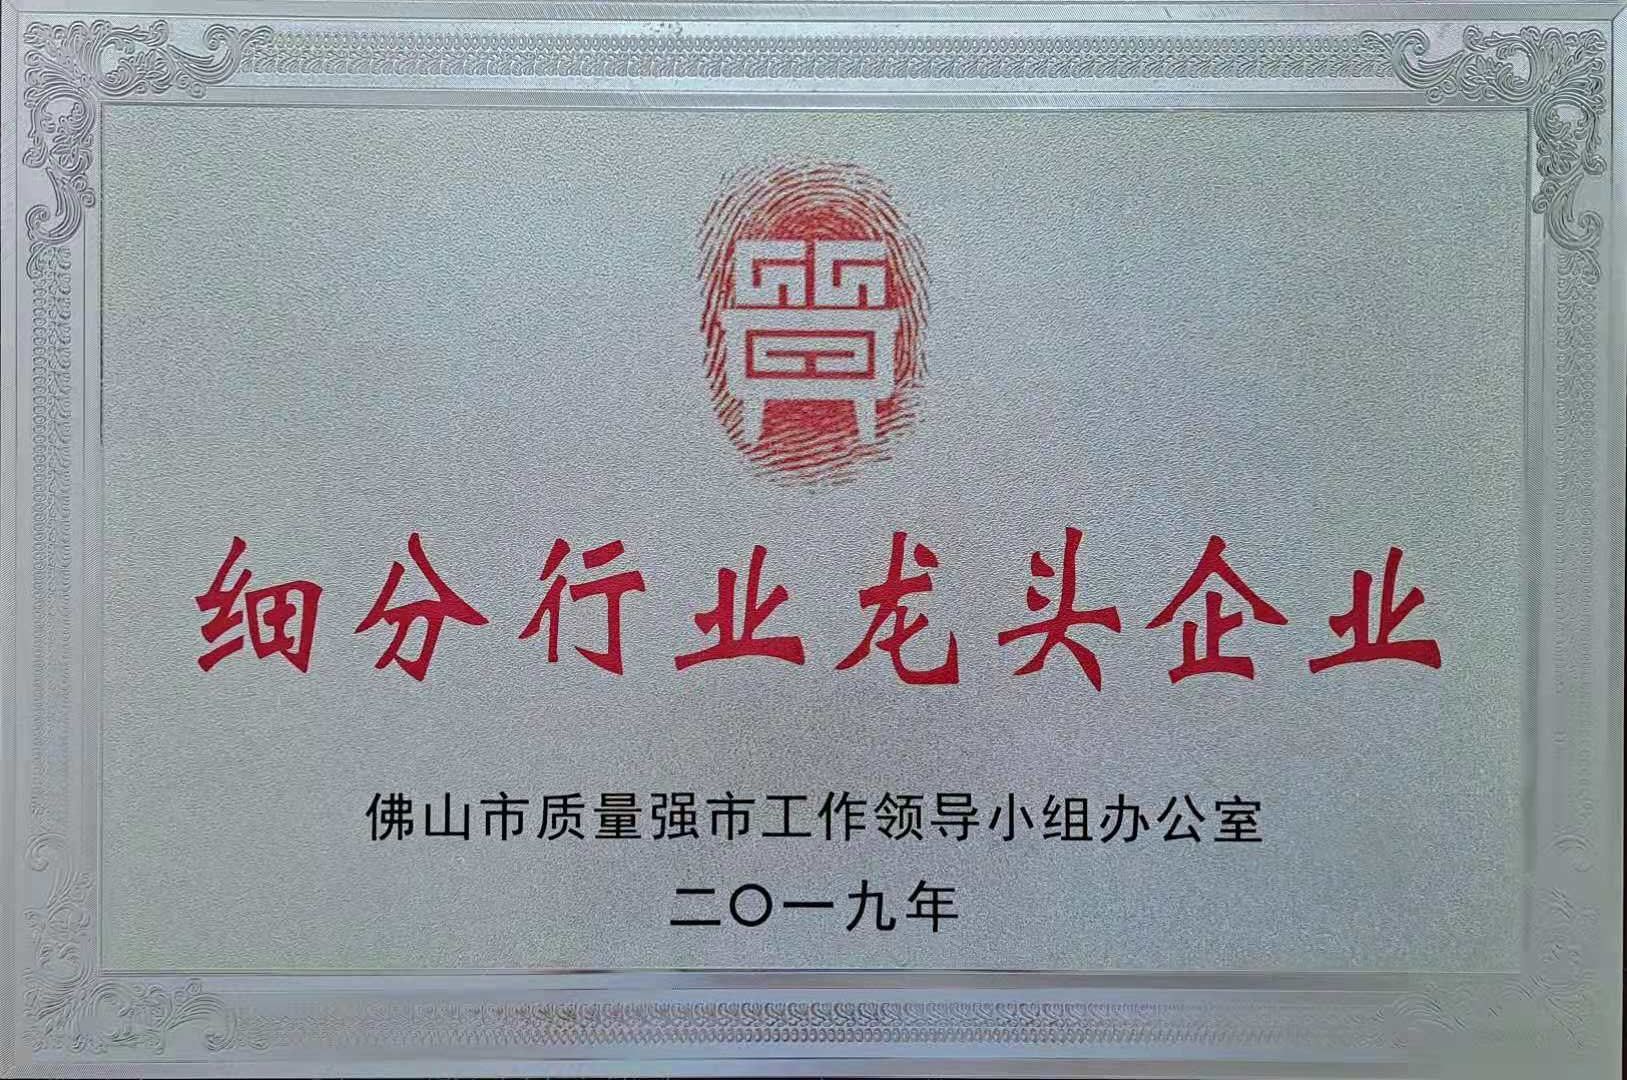 细分行业龙头企业
佛山市质量强市工作领导小组办公室
二〇一九年